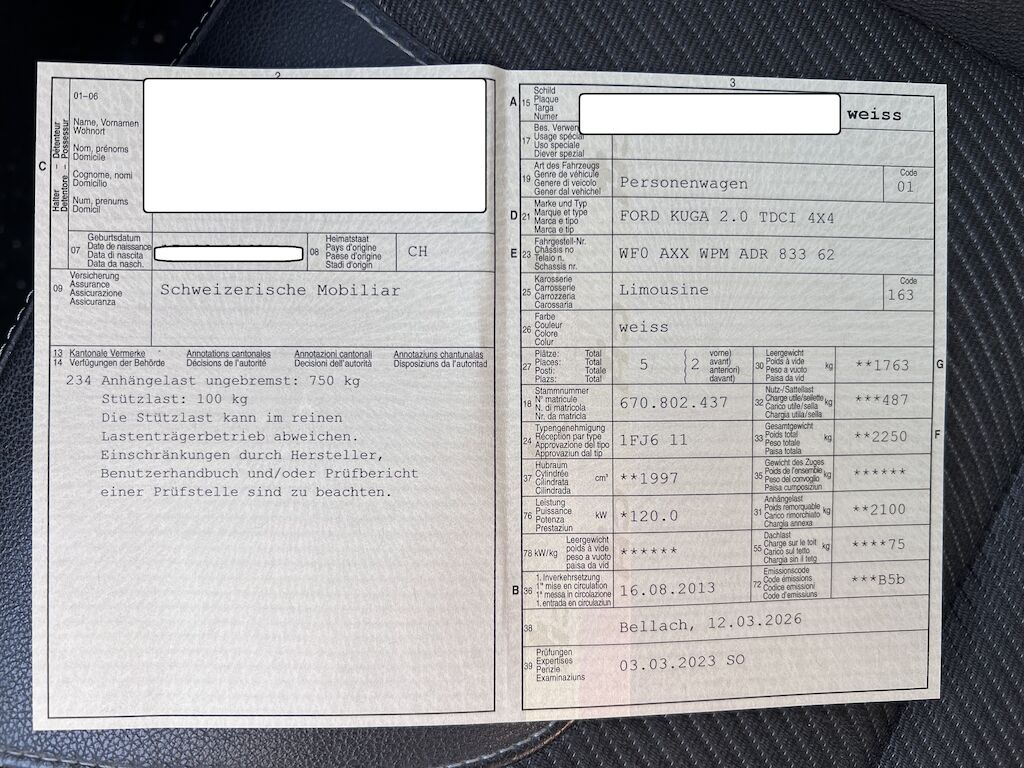 2
C
Halter – Détenteur
Detentore – Possessur
01–06
Name, Vornamen
Wohnort
Nom, prénoms
Domicile
Cognome, nomi
Domicilio
Num, prenums
Domicil
07
Geburtsdatum
Date de naissance
Data di nascita
Data da nasch.
08
Heimatstaat
Pays d'origine
Paese d'origine
Stadi d'origin
CH
09
Versicherung
Assurance
Assicurazione
Assicuranza
Schweizerische Mobiliar
13 Kantonale Vermerke Annotations cantonales Annotazioni cantonali Annotaziuns chantunalas
14 Verfügungen der Behörde Décisions de l'autorité Decisioni dell'autorità Disposiziuns da l'autoritad
234 Anhängelast ungebremst: 750 kg
Stützlast: 100 kg
Die Stützlast kann im reinen
Lastenträgerbetrieb abweichen.
Einschränkungen durch Hersteller,
Benutzerhandbuch und/oder Prüfbericht
einer Prüfstelle sind zu beachten.
3
A 15
Schild
Plaque
Targa
Numer
weiss
17
Bes. Verwen
Usage spécial
Uso speciale
Diever spezial
19
Art des Fahrzeugs
Genre de véhicule
Genere di veicolo
Gener dal vehichel
Personenwagen
Code
01
D 21
Marke und Typ
Marque et type
Marca e tipo
Marca e tip
FORD KUGA 2.0 TDCI 4X4
E 23
Fahrgestell-Nr.
Châssis no
Telaio n.
Schassis nr.
WF0 AXX WPM ADR 833 62
25
Karosserie
Carrosserie
Carrozzeria
Carossaria
Limousine
Code
163
26
Farbe
Couleur
Colore
Colur
weiss
27
Plätze: Total
Places: Total
Posti: Totale
Plazs: Total
5
2
vorne)
avant)
anteriori)
davant)
30
Leergewicht
Poids à vide
Peso a vuoto
Paisa da vid
kg
**1763
G
18
Stammnummer
N° matricule
N. di matricola
Nr. da matricla
670.802.437
32
Nutz-/Sattellast
Charge utile/sellette
Carico utile/sella
Chargia utila/sella
kg
***487
24
Typengenehmigung
Réception par type
Approvazione del tipo
Approvaziun dal tip
1FJ6 11
33
Gesamtgewicht
Poids total
Peso totale
Paisa totala
kg
**2250
F
37
Hubraum
Cylindrée
Cilindrata
Cilindrada
cm³
**1997
35
Gewicht des Zuges
Poids de l'ensemble
Peso del convoglio
Paisa cumposiziun
kg
******
76
Leistung
Puissance
Potenza
Prestaziun
kW
*120.0
31
Anhängelast
Poids remorquable
Carico rimorchiato
Chargia annexa
kg
**2100
78 kW/kg
Leergewicht
poids à vide
peso a vuoto
paisa da vid
******
55
Dachlast
Charge sur le toit
Carico sul tetto
Chargia sin il tetg
kg
****75
B 36
1. Inverkehrsetzung
1re mise en circulation
1a messa in circolazione
1. entrada en circulaziun
16.08.2013
72
Emissionscode
Code émissions
Codice emissioni
Code d'emissiuns
***B5b
38
Bellach, 12.03.2026
39
Prüfungen
Expertises
Perizie
Examinaziuns
03.03.2023 SO